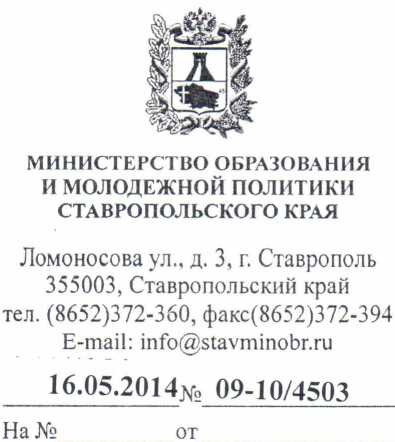 МИНИСТЕРСТВО ОБРАЗОВАНИЯ
И МОЛОДЕЖНОЙ ПОЛИТИКИ
СТАВРОПОЛЬСКОГО КРАЯ
Ломоносова ул., д. 3, г. Ставрополь
355003, Ставропольский край
тел. (8652)372-360, факс(8652)372-394
E-mail: info@stavminobr.ru
16.05.2014 № 09-10/4503
На № от